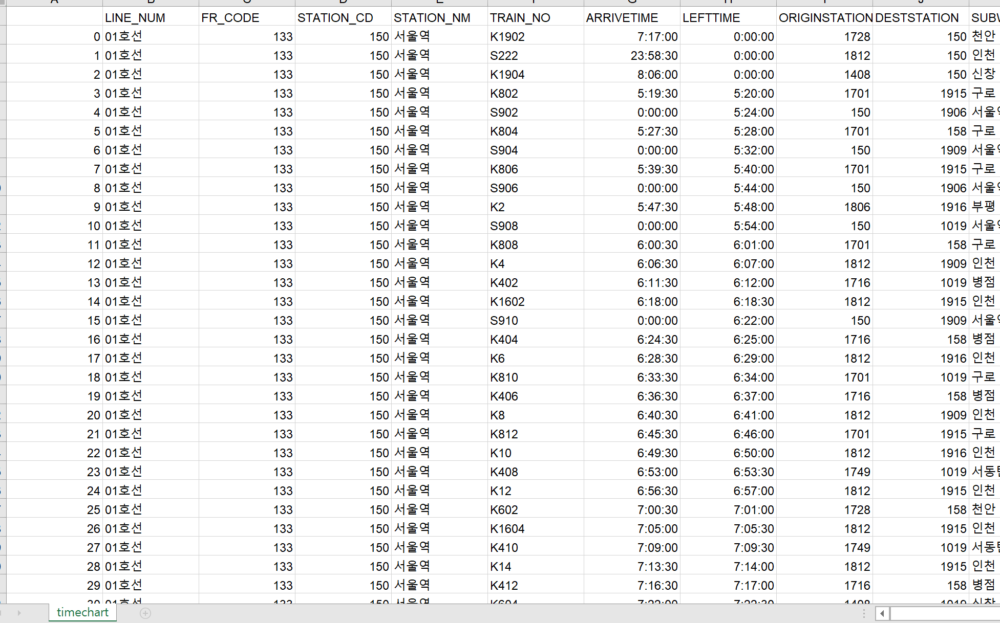 LINE_NUM FR_CODE STATION_CD STATION_NM TRAIN_NO ARRIVETIME LEFTTIME ORIGINSTATION DESTSTATION
0 01호선 133 150 서울역 K1902 7:17:00 0:00:00 1728 150 천안
1 01호선 133 150 서울역 S222 23:58:30 0:00:00 1812 150 인천
2 01호선 133 150 서울역 K1904 8:06:00 0:00:00 1408 150 신창
3 01호선 133 150 서울역 K802 5:19:30 5:20:00 1701 1915 구로
4 01호선 133 150 서울역 S902 0:00:00 5:24:00 150 1906 서울역
5 01호선 133 150 서울역 K804 5:27:30 5:28:00 1701 158 구로
6 01호선 133 150 서울역 S904 0:00:00 5:32:00 150 1909 서울역
7 01호선 133 150 서울역 K806 5:39:30 5:40:00 1701 1915 구로
8 01호선 133 150 서울역 S906 0:00:00 5:44:00 150 1906 서울역
9 01호선 133 150 서울역 K2 5:47:30 5:48:00 1806 1916 부평
10 01호선 133 150 서울역 S908 0:00:00 5:54:00 150 1019 서울역
11 01호선 133 150 서울역 K808 6:00:30 6:01:00 1701 158 구로
12 01호선 133 150 서울역 K4 6:06:30 6:07:00 1812 1909 인천
13 01호선 133 150 서울역 K402 6:11:30 6:12:00 1716 1019 병점
14 01호선 133 150 서울역 K1602 6:18:00 6:18:30 1812 1915 인천
15 01호선 133 150 서울역 S910 0:00:00 6:22:00 150 1909 서울역
16 01호선 133 150 서울역 K404 6:24:30 6:25:00 1716 158 병점
17 01호선 133 150 서울역 K6 6:28:30 6:29:00 1812 1916 인천
18 01호선 133 150 서울역 K810 6:33:30 6:34:00 1701 1019 구로
19 01호선 133 150 서울역 K406 6:36:30 6:37:00 1716 158 병점
20 01호선 133 150 서울역 K8 6:40:30 6:41:00 1812 1909 인천
21 01호선 133 150 서울역 K812 6:45:30 6:46:00 1701 1915 구로
22 01호선 133 150 서울역 K10 6:49:30 6:50:00 1812 1916 인천
23 01호선 133 150 서울역 K408 6:53:00 6:53:30 1749 1019 서동탄
24 01호선 133 150 서울역 K12 6:56:30 6:57:00 1812 1915 인천
25 01호선 133 150 서울역 K602 7:00:30 7:01:00 1728 158 천안
26 01호선 133 150 서울역 K1604 7:05:00 7:05:30 1812 1915 인천
27 01호선 133 150 서울역 K410 7:09:00 7:09:30 1749 1019 서동탄
28 01호선 133 150 서울역 K14 7:13:30 7:14:00 1812 1915 인천
29 01호선 133 150 서울역 K412 7:16:30 7:17:00 1716 158 병점
timechart